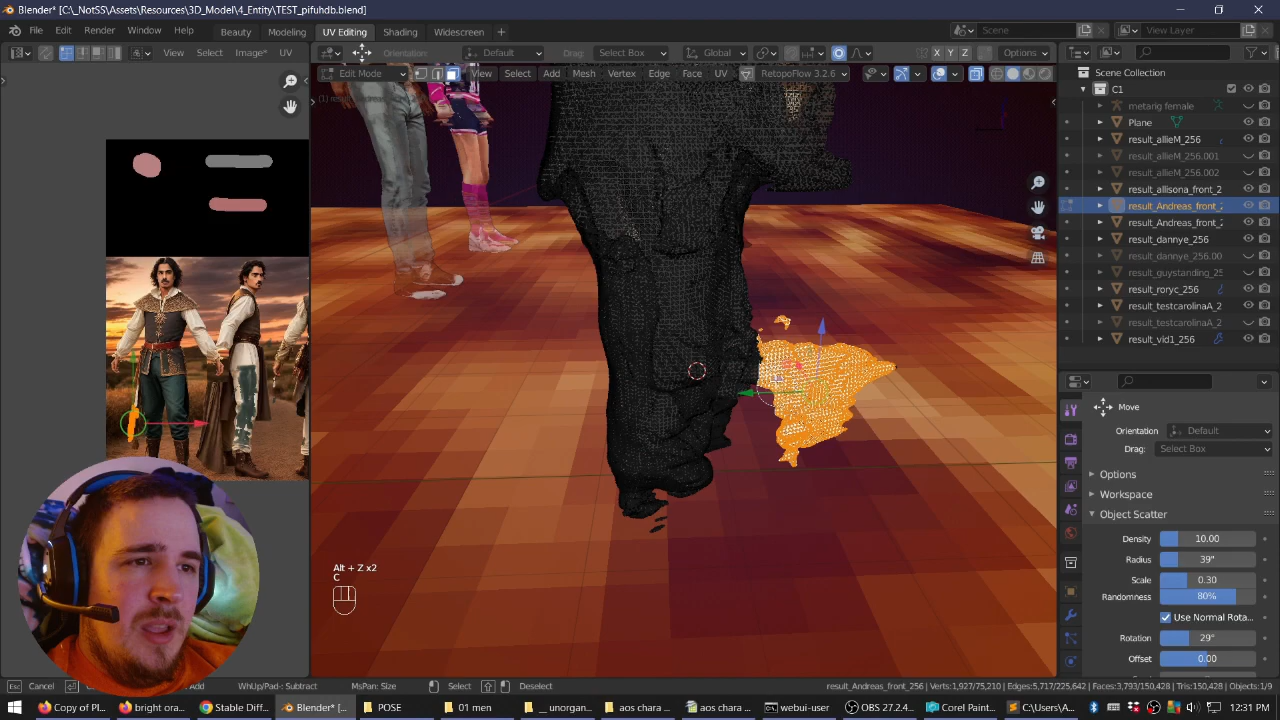 Blender* [C:\_NotSS\Assets\Resources\3D_Model\4_Entity\TEST_pifuhdb.blend]
File Edit Render Window Help Beauty Modeling UV Editing Shading Widescreen + Scene View Layer
View Select Image* UV Orientation: Default Drag: Select Box Global X Y Z Options
Edit Mode View Select Add Mesh Vertex Edge Face UV RetopoFlow 3.2.6
Scene Collection
C1
metarig female
Plane
result_allieM_256
result_allieM_256.001
result_allieM_256.002
result_allisona_front_2
result_Andreas_front_2
result_Andreas_front_2
result_dannye_256
result_dannye_256.00
result_guystanding_25
result_roryc_256
result_testcarolinaA_2
result_testcarolinaA_2
result_vid1_256
Move
Orientation Default
Drag: Select Box
Options
Workspace
Object Scatter
Density 10.00
Radius 39"
Scale 0.30
Randomness 80%
Use Normal Rota...
Rotation 29°
Offset 0.00
Alt + Z x2
C
Esc Cancel Add WhUp/Pad-: Subtract MsPan: Size Select Deselect result_Andreas_front_256 | Verts:1,927/75,210 | Edges:5,717/225,642 | Faces:3,793/150,428 | Tris:150,428 | Objects:1/9
Copy of Pl... bright ora... Stable Diff... Blender* [... POSE 01 men __ unorgan... aos chara ... aos chara ... webui-user OBS 27.2.4... Corel Paint... C:\Users\A... 12:31 PM